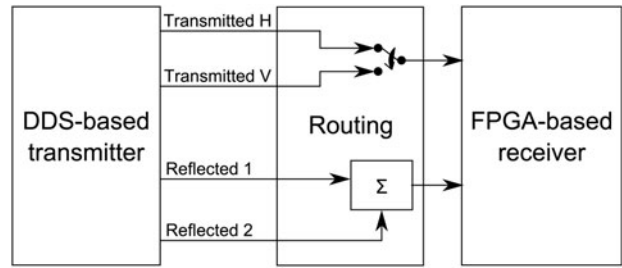 Transmitted H
Transmitted V
DDS-based
transmitter
Routing
FPGA-based
receiver
Reflected 1
Σ
Reflected 2